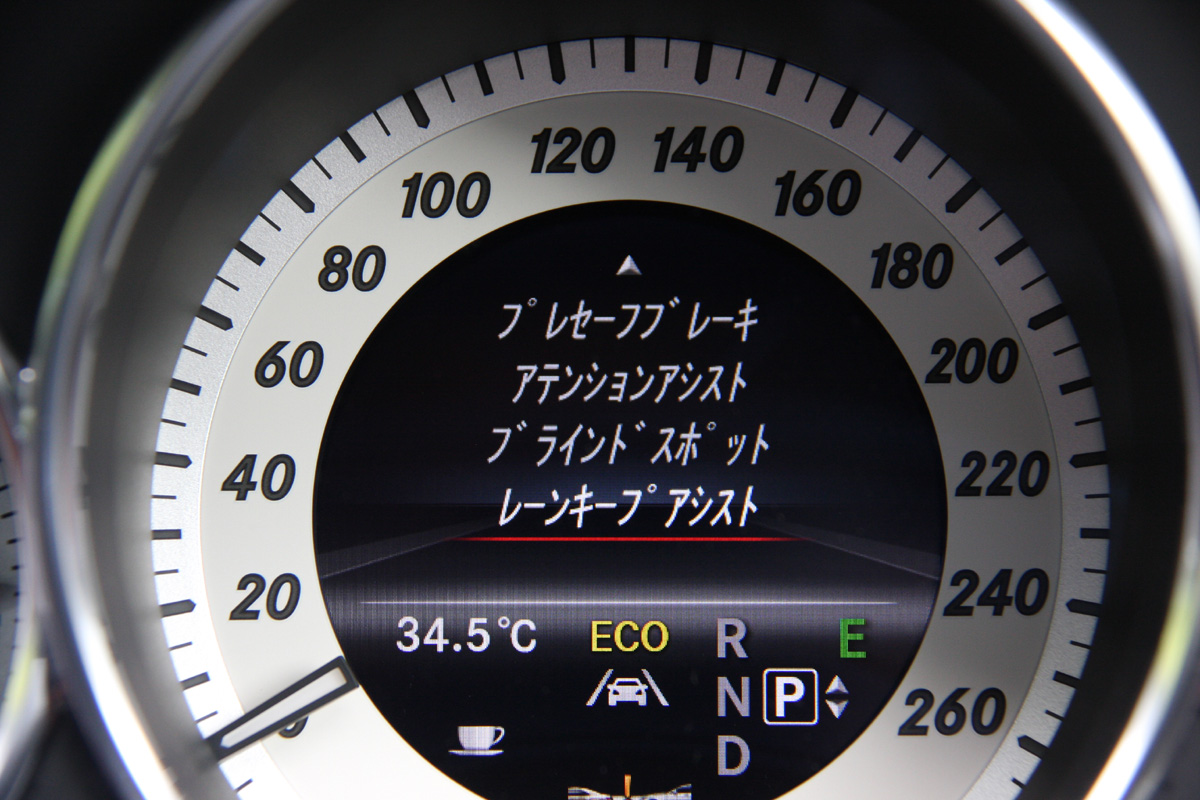 120 140
100 160
80 180
60 200
40 220
20 240
260
プレセーフブレーキ
アテンションアシスト
ブラインドスポット
レーンキープアシスト
34.5℃ ECO R E
N P
D